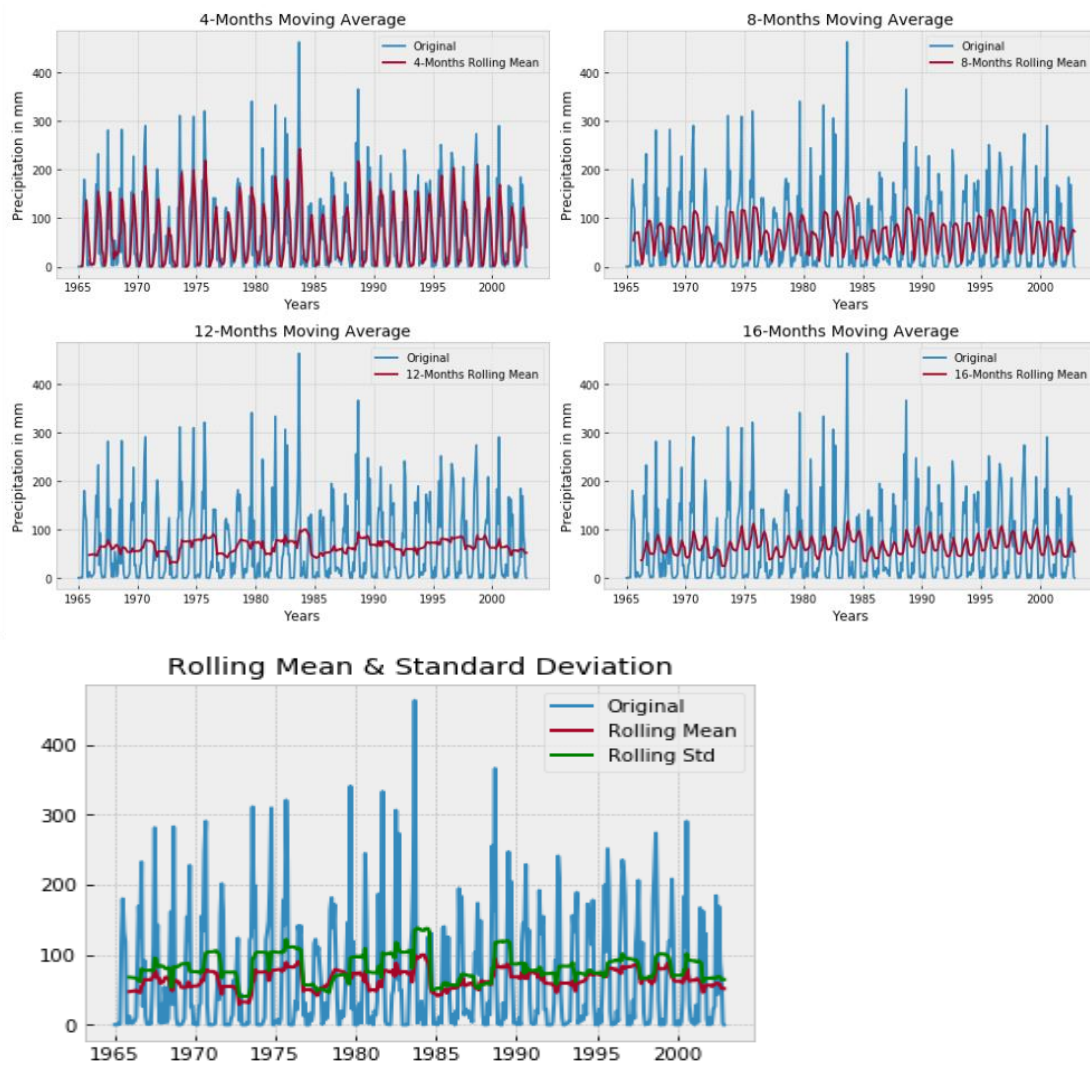 4-Months Moving Average
Original
4-Months Rolling Mean
Precipitation in mm
400
300
200
100
0
1965 1970 1975 1980 1985 1990 1995 2000
Years
8-Months Moving Average
Original
8-Months Rolling Mean
Precipitation in mm
400
300
200
100
0
1965 1970 1975 1980 1985 1990 1995 2000
Years
12-Months Moving Average
Original
12-Months Rolling Mean
Precipitation in mm
400
300
200
100
0
1965 1970 1975 1980 1985 1990 1995 2000
Years
16-Months Moving Average
Original
16-Months Rolling Mean
Precipitation in mm
400
300
200
100
0
1965 1970 1975 1980 1985 1990 1995 2000
Years
Rolling Mean & Standard Deviation
Original
Rolling Mean
Rolling Std
400
300
200
100
0
1965 1970 1975 1980 1985 1990 1995 2000